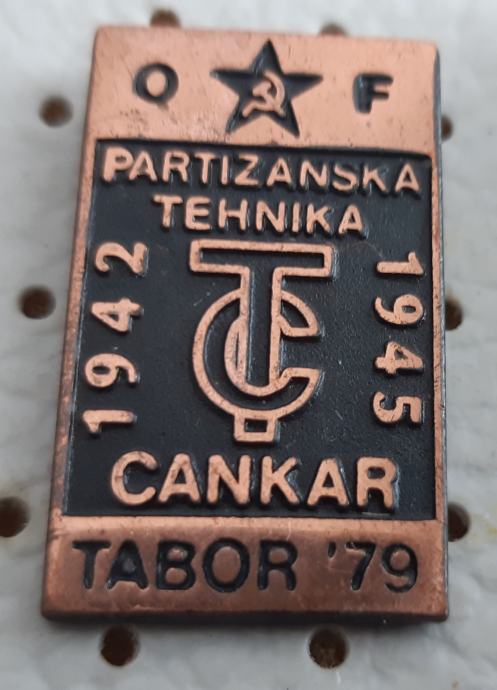 O F
PARTIZANSKA
TEHNIKA
1942
TC
1945
CANKAR
TABOR '79